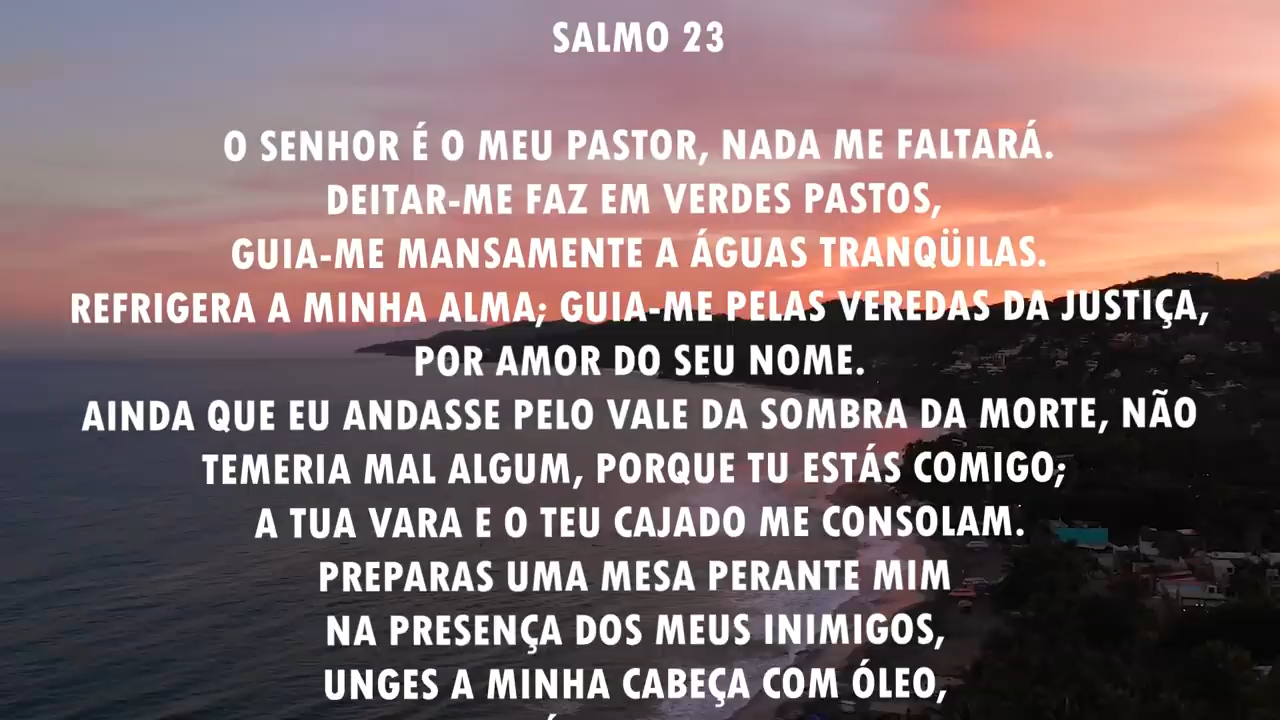 SALMO 23
O SENHOR É O MEU PASTOR, NADA ME FALTARÁ.
DEITAR-ME FAZ EM VERDES PASTOS,
GUIA-ME MANSAMENTE A ÁGUAS TRANQÜILAS.
REFRIGERA A MINHA ALMA; GUIA-ME PELAS VEREDAS DA JUSTIÇA,
POR AMOR DO SEU NOME.
AINDA QUE EU ANDASSE PELO VALE DA SOMBRA DA MORTE, NÃO
TEMERIA MAL ALGUM, PORQUE TU ESTÁS COMIGO;
A TUA VARA E O TEU CAJADO ME CONSOLAM.
PREPARAS UMA MESA PERANTE MIM
NA PRESENÇA DOS MEUS INIMIGOS,
UNGES A MINHA CABEÇA COM ÓLEO,